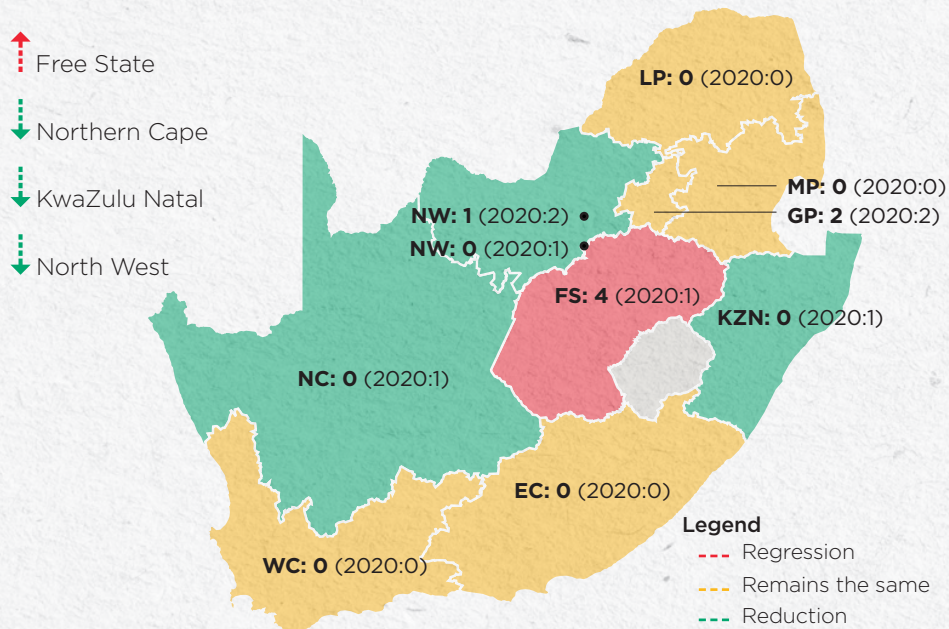 Free State
Northern Cape
KwaZulu Natal
North West
LP: 0 (2020:0)
MP: 0 (2020:0)
GP: 2 (2020:2)
NW: 1 (2020:2)
NW: 0 (2020:1)
FS: 4 (2020:1)
KZN: 0 (2020:1)
NC: 0 (2020:1)
EC: 0 (2020:0)
WC: 0 (2020:0)
Legend
Regression
Remains the same
Reduction